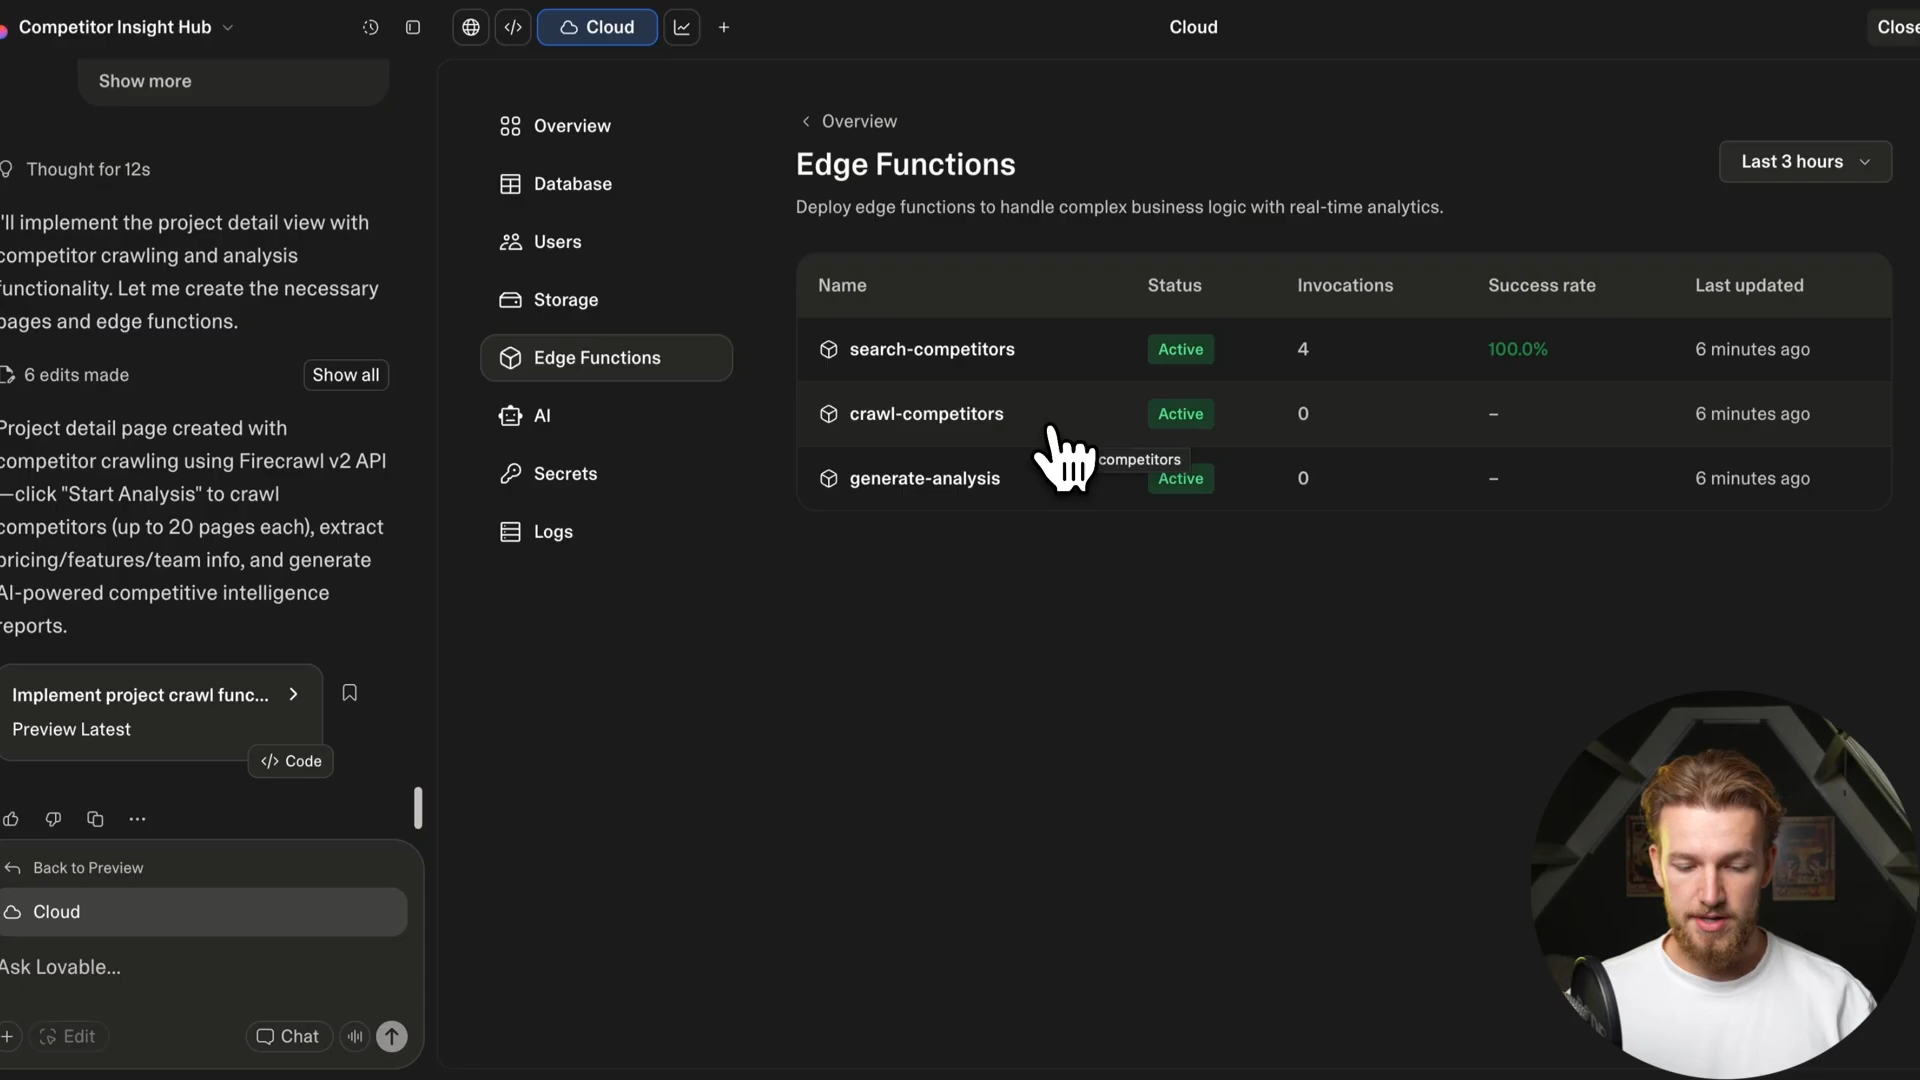 Competitor Insight Hub
Cloud
Cloud
Close
Show more
Thought for 12s
'll implement the project detail view with
competitor crawling and analysis
functionality. Let me create the necessary
pages and edge functions.
6 edits made
Show all
Project detail page created with
competitor crawling using Firecrawl v2 API
—click "Start Analysis" to crawl
competitors (up to 20 pages each), extract
pricing/features/team info, and generate
AI-powered competitive intelligence
reports.
Implement project crawl func...
Preview Latest
</> Code
Back to Preview
Cloud
Ask Lovable...
Edit
Chat
Overview
Database
Users
Storage
Edge Functions
AI
Secrets
Logs
Overview
Edge Functions
Last 3 hours
Deploy edge functions to handle complex business logic with real-time analytics.
Name Status Invocations Success rate Last updated
search-competitors Active 4 100.0% 6 minutes ago
crawl-competitors Active 0 – 6 minutes ago
competitors
generate-analysis Active 0 – 6 minutes ago